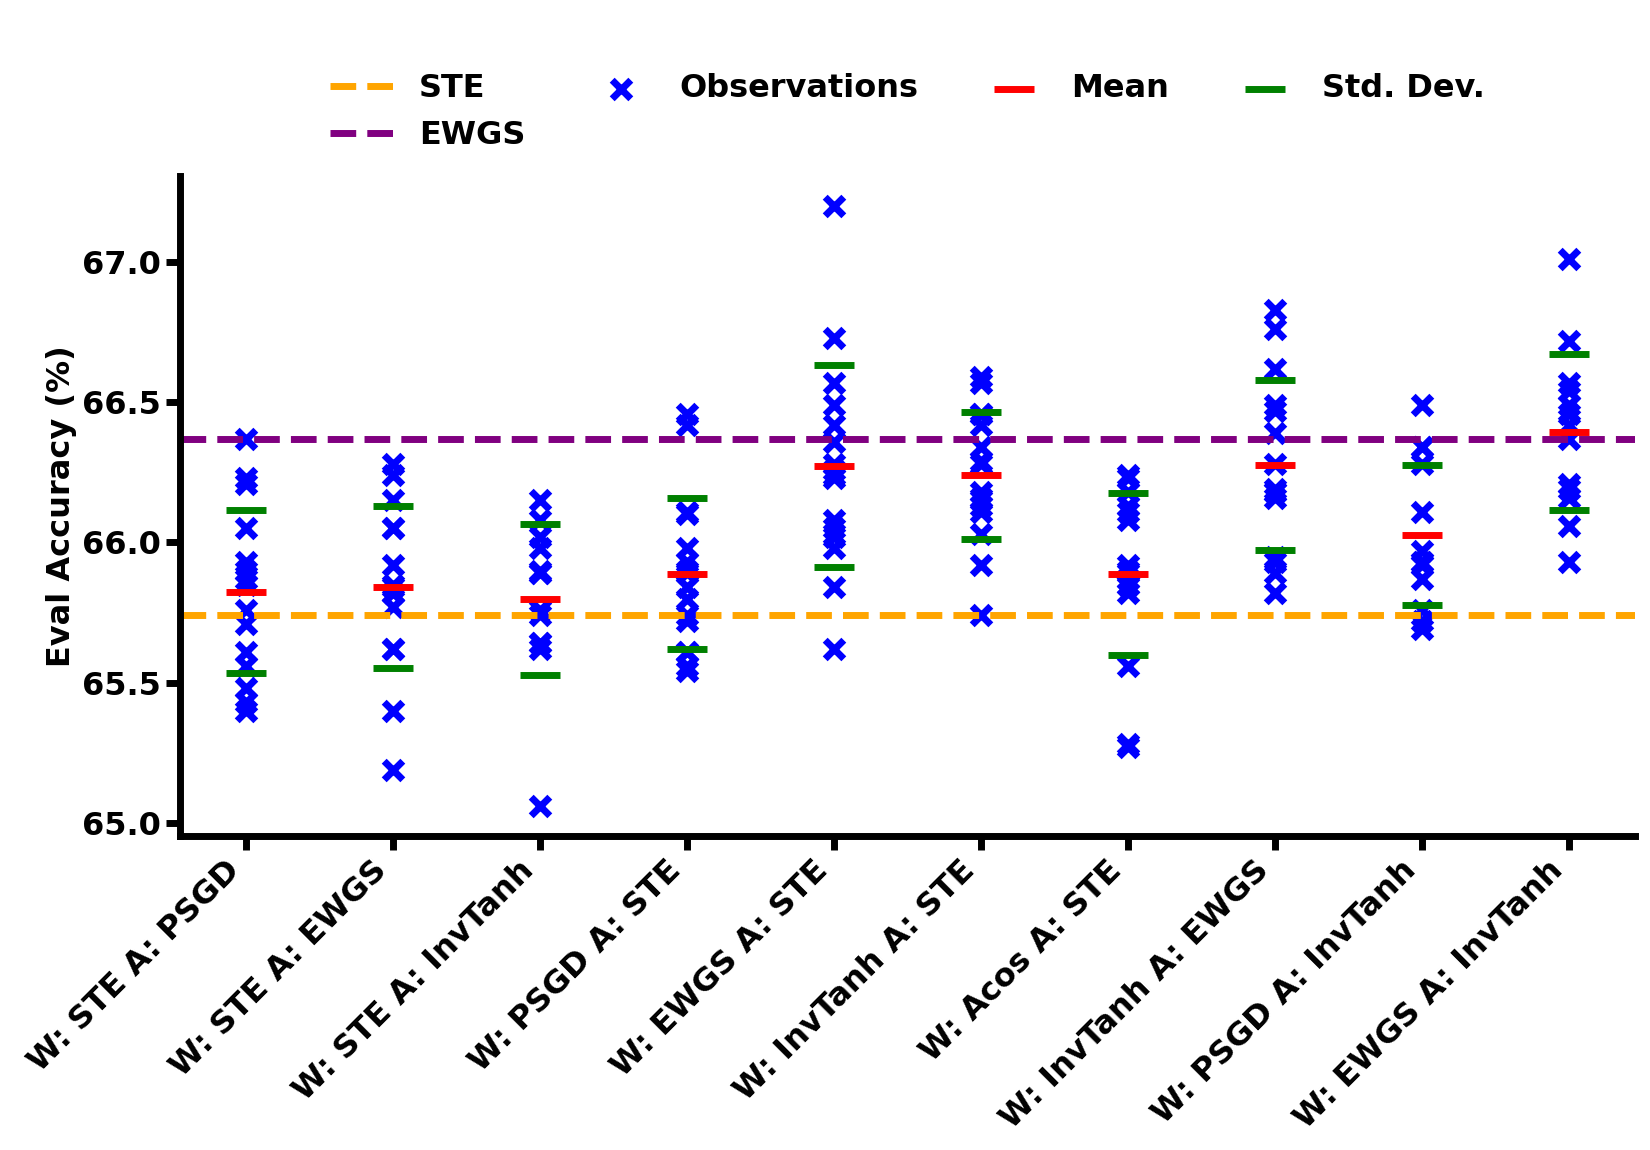 STE
Observations
Mean
Std. Dev.
EWGS
Eval Accuracy (%)
67.0
66.5
66.0
65.5
65.0
W: STE A: PSGD
W: STE A: EWGS
W: STE A: InvTanh
W: PSGD A: STE
W: EWGS A: STE
W: InvTanh A: STE
W: Acos A: STE
W: InvTanh A: EWGS
W: PSGD A: InvTanh
W: EWGS A: InvTanh